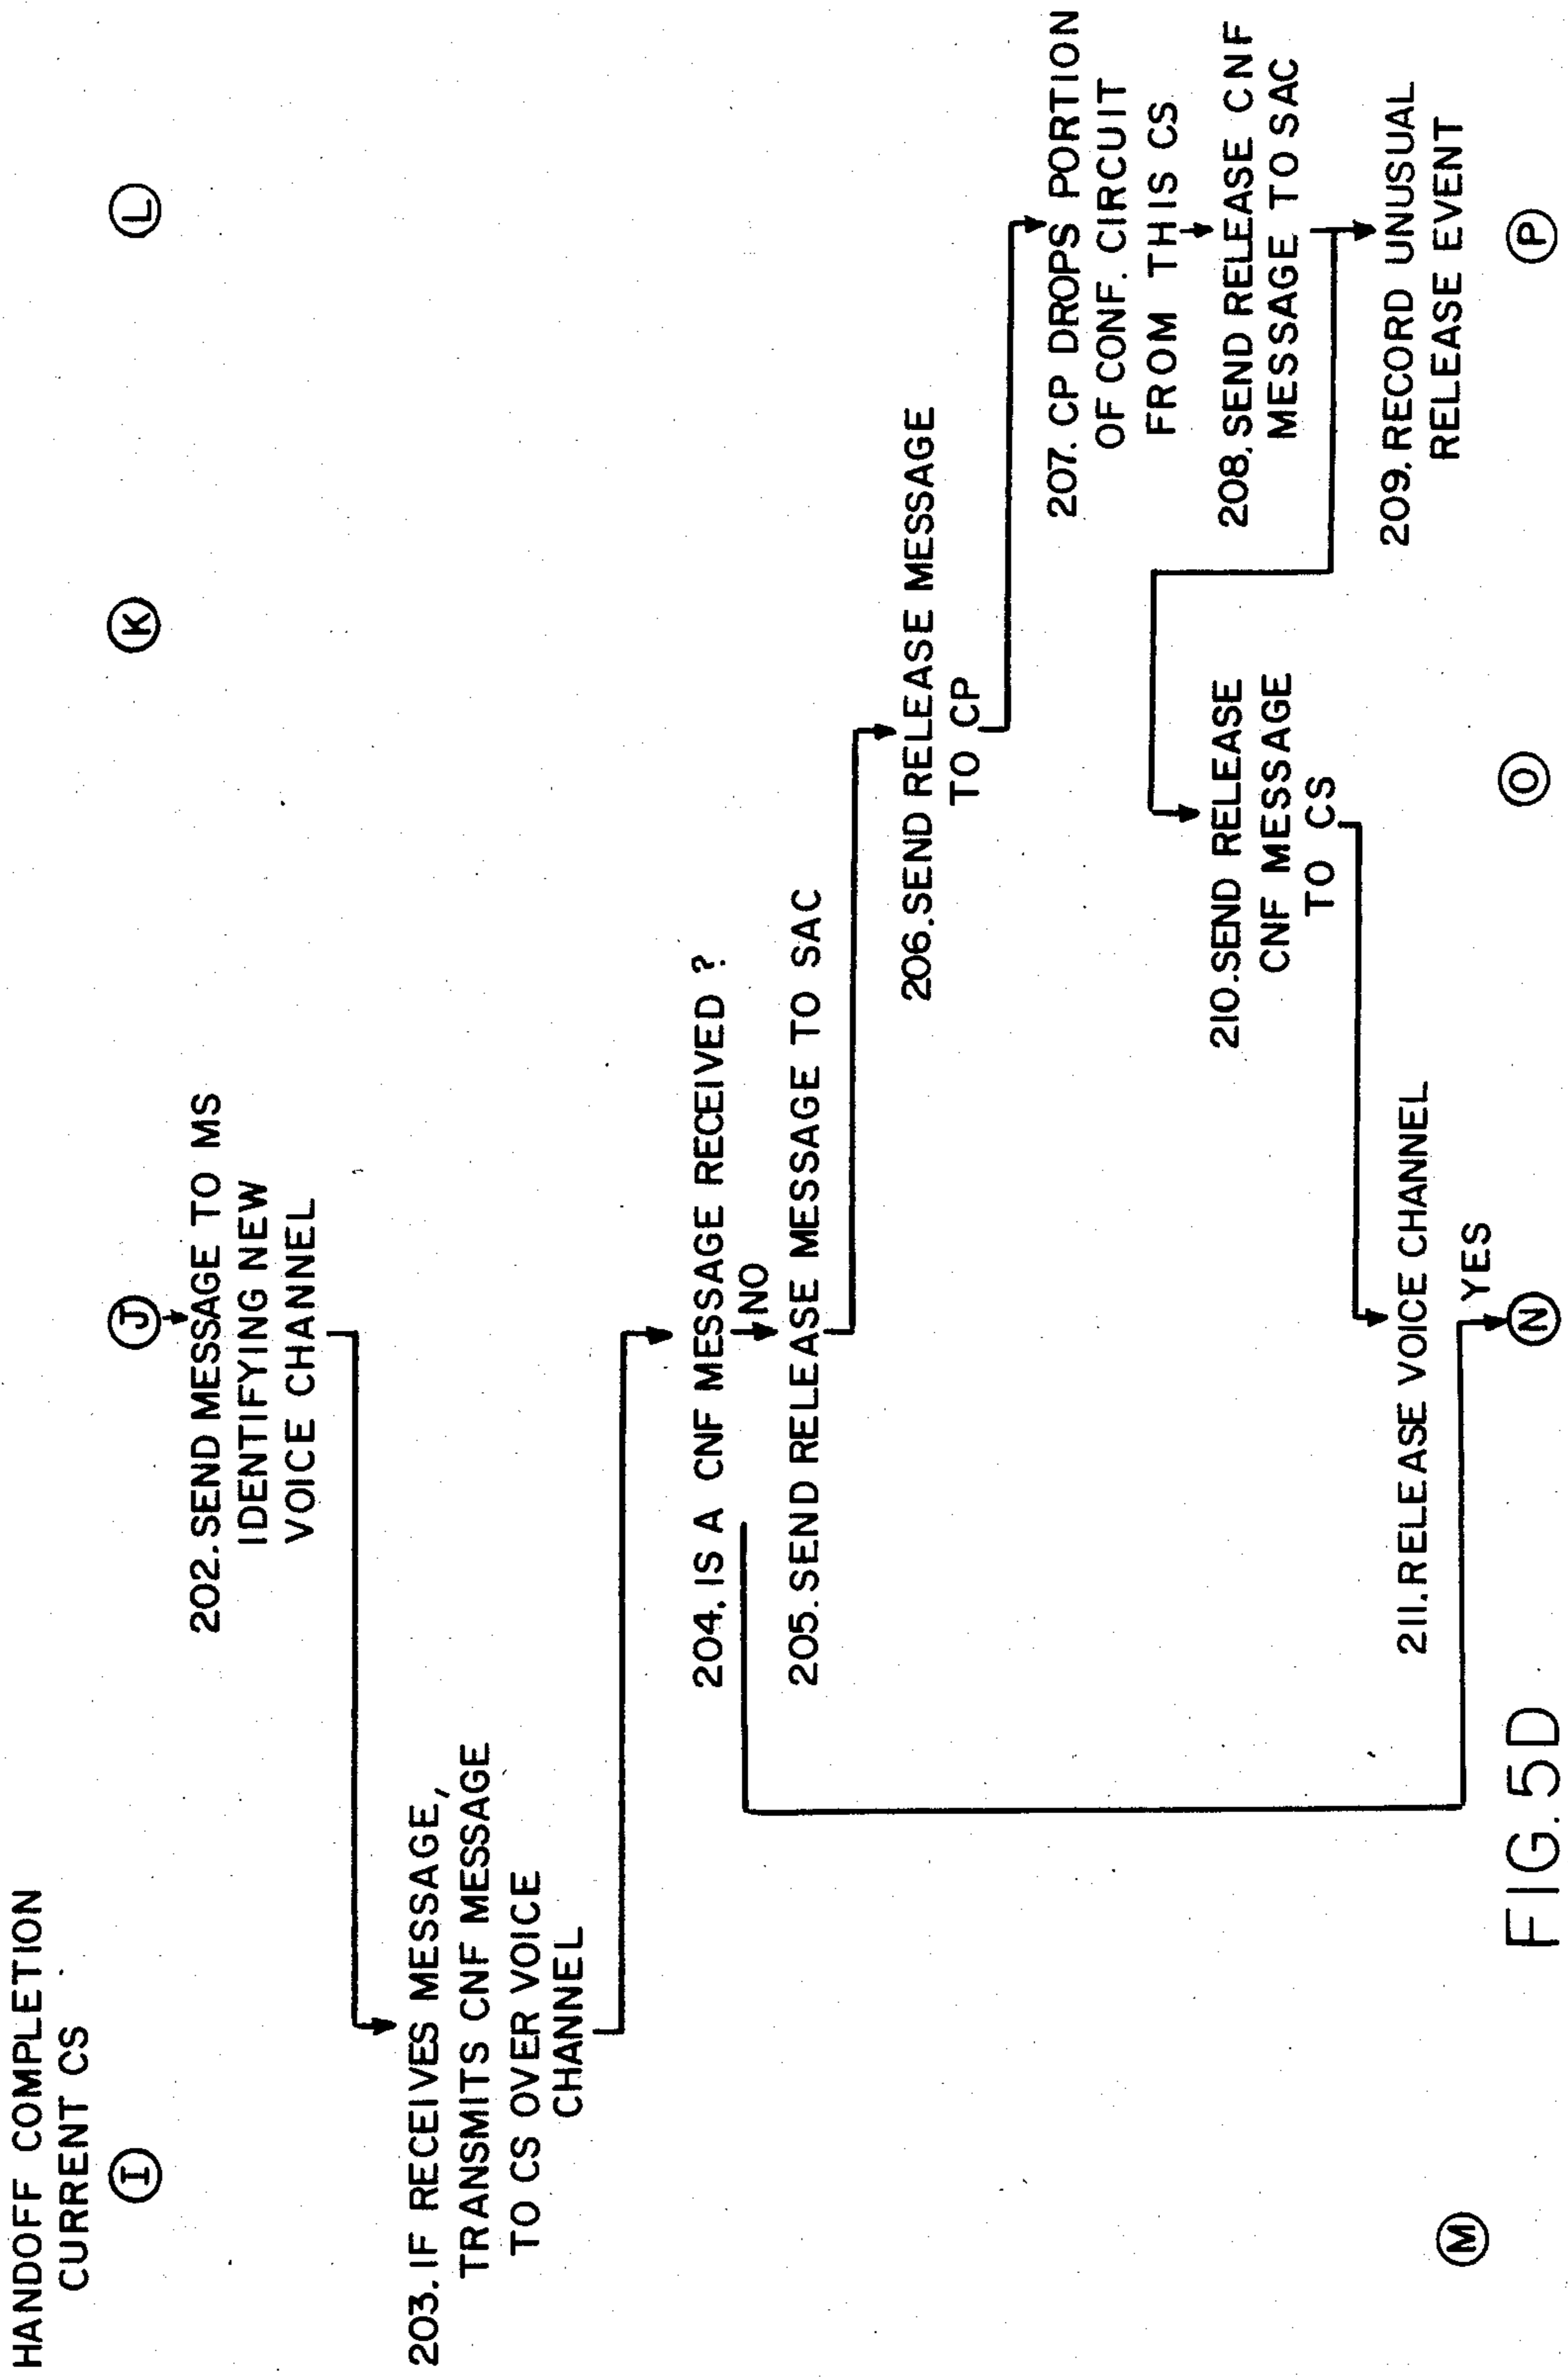 HANDOFF COMPLETION
CURRENT CS
I
J
K
L
202. SEND MESSAGE TO MS
IDENTIFYING NEW
VOICE CHANNEL
203. IF RECEIVES MESSAGE,
TRANSMITS CNF MESSAGE
TO CS OVER VOICE
CHANNEL
204. IS A CNF MESSAGE RECEIVED ?
NO
205. SEND RELEASE MESSAGE TO SAC
206. SEND RELEASE MESSAGE
TO CP
207. CP DROPS PORTION
OF CONF. CIRCUIT
FROM THIS CS
208. SEND RELEASE CNF
MESSAGE TO SAC
209. RECORD UNUSUAL
RELEASE EVENT
210. SEND RELEASE
CNF MESSAGE
TO CS
211. RELEASE VOICE CHANNEL
YES
M
N
O
P
FIG. 5D